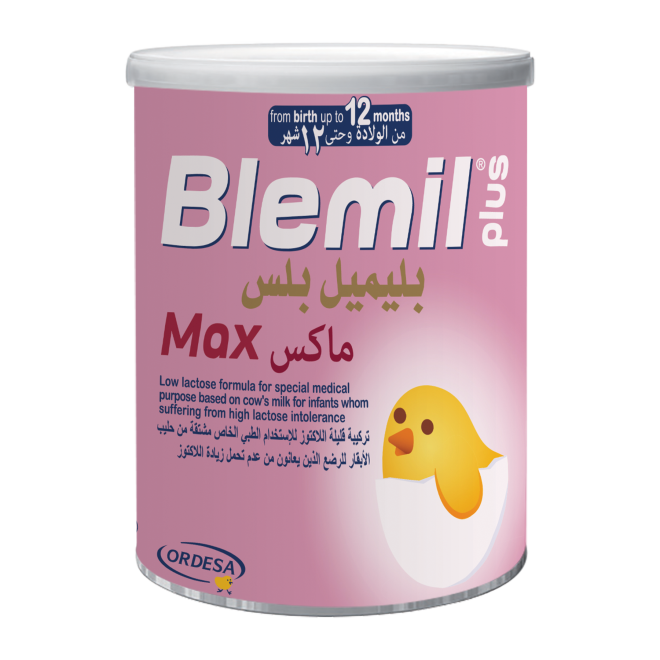 from birth up to 12 months
من الولادة وحتى ١٢ شهر
Blemil® plus
بليميل بلس
Max ماكس
Low lactose formula for special medical
purpose based on cow's milk for infants whom
suffering from high lactose intolerance
تركيبة قليلة اللاكتوز للإستخدام الطبي الخاص مشتقة من حليب
الأبقار للرضع الذين يعانون من عدم تحمل زيادة اللاكتوز
ORDESA